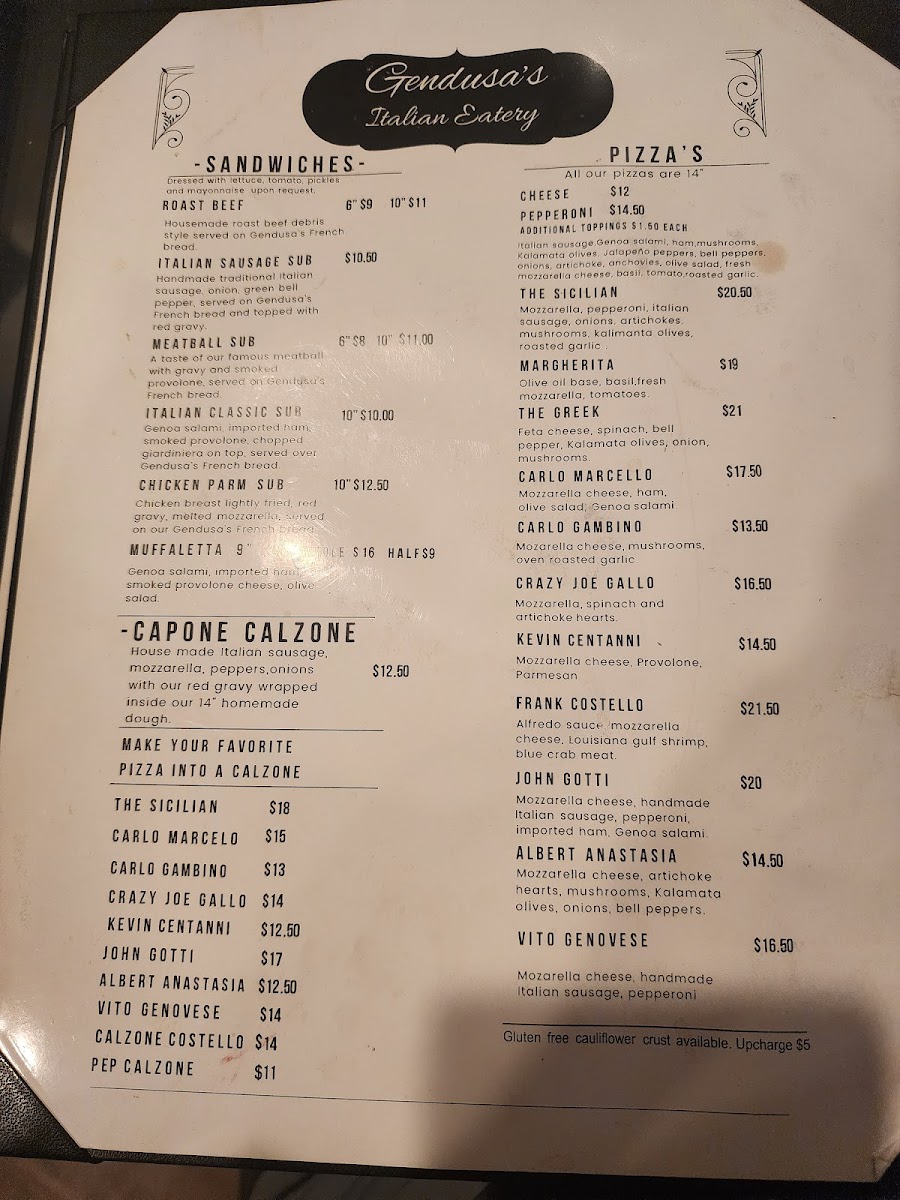 Gendusa's
Italian Eatery
-SANDWICHES-
Dressed with lettuce, tomato, pickles
and mayonnaise upon request.
ROAST BEEF 6" $9 10" $11
Housemade roast beef debris
style served on Gendusa's French
bread.
ITALIAN SAUSAGE SUB $10.50
Handmade traditional Italian
sausage, onion, green bell
pepper, served on Gendusa's
French bread and topped with
red gravy.
MEATBALL SUB 6" $8 10" $11.00
A taste of our famous meatball
with gravy and smoked
provolone, served on Gendusa's
French bread.
ITALIAN CLASSIC SUB 10" $10.00
Genoa salami, imported ham,
smoked provolone, chopped
giardiniera on top, served over
Gendusa's French bread.
CHICKEN PARM SUB 10" $12.50
Chicken breast lightly fried, red
gravy, melted mozzarella, served
on our Gendusa's French bread.
MUFFALETTA 9" $16 HALF $9
Genoa salami, imported ham,
smoked provolone cheese, olive
salad.
-CAPONE CALZONE
House made Italian sausage,
mozzarella, peppers,onions $12.50
with our red gravy wrapped
inside our 14" homemade
dough.
MAKE YOUR FAVORITE
PIZZA INTO A CALZONE
THE SICILIAN $18
CARLO MARCELO $15
CARLO GAMBINO $13
CRAZY JOE GALLO $14
KEVIN CENTANNI $12.50
JOHN GOTTI $17
ALBERT ANASTASIA $12.50
VITO GENOVESE $14
CALZONE COSTELLO $14
PEP CALZONE $11
PIZZA'S
All our pizzas are 14"
CHEESE $12
PEPPERONI $14.50
ADDITIONAL TOPPINGS $1.50 EACH
Italian sausage,Genoa salami, ham,mushrooms,
Kalamata olives, Jalapeño peppers, bell peppers,
onions, artichoke, anchovies, olive salad, fresh
mozzarella cheese, basil, tomato,roasted garlic.
THE SICILIAN $20.50
Mozzarella, pepperoni, italian
sausage, onions, artichokes,
mushrooms, kalimanta olives,
roasted garlic .
MARGHERITA $19
Olive oil base, basil,fresh
mozzarella, tomatoes.
THE GREEK $21
Feta cheese, spinach, bell
pepper, Kalamata olives, onion,
mushrooms.
CARLO MARCELLO $17.50
Mozzarella cheese, ham,
olive salad, Genoa salami
CARLO GAMBINO $13.50
Mozarella cheese, mushrooms,
oven roasted garlic
CRAZY JOE GALLO $16.50
Mozzarella, spinach and
artichoke hearts.
KEVIN CENTANNI $14.50
Mozzarella cheese, Provolone,
Parmesan
FRANK COSTELLO $21.50
Alfredo sauce, mozzarella
cheese, Louisiana gulf shrimp,
blue crab meat.
JOHN GOTTI $20
Mozzarella cheese, handmade
Italian sausage, pepperoni,
imported ham, Genoa salami.
ALBERT ANASTASIA $14.50
Mozzarella cheese, artichoke
hearts, mushrooms, Kalamata
olives, onions, bell peppers.
VITO GENOVESE $16.50
Mozarella cheese, handmade
Italian sausage, pepperoni
Gluten free cauliflower crust available. Upcharge $5